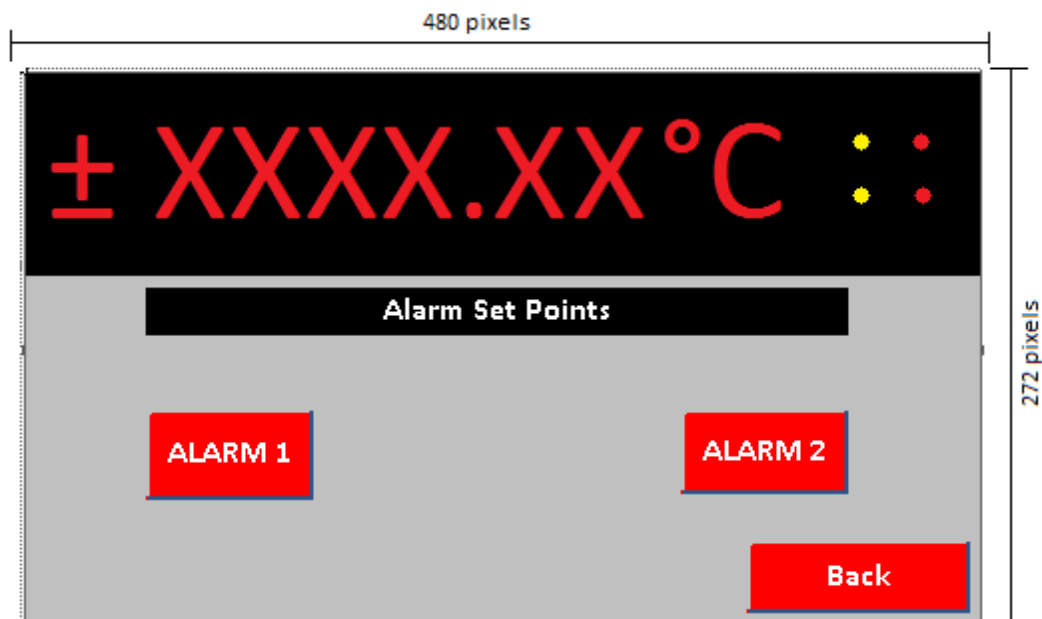 480 pixels
± XXXX.XX°C
272 pixels
Alarm Set Points
ALARM 1
ALARM 2
Back